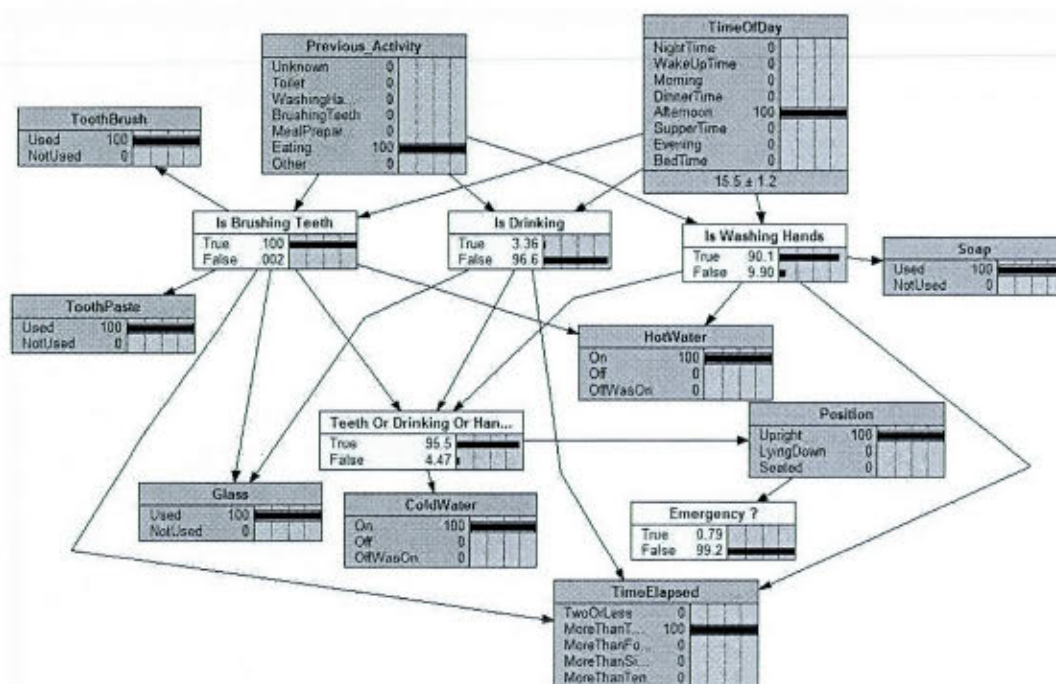 Previous_Activity
Unknown 0
Toilet 0
WashingHa... 0
BrushingTeeth 0
MealPrepar... 0
Eating 100
Other 0
TimeOfDay
NightTime 0
WakeUpTime 0
Morning 0
DinnerTime 0
Afternoon 100
SupperTime 0
Evening 0
BedTime 0
15.5 ± 1.2
ToothBrush
Used 100
NotUsed 0
Is Brushing Teeth
True 100
False .002
Is Drinking
True 3.36
False 96.6
Is Washing Hands
True 90.1
False 9.90
Soap
Used 100
NotUsed 0
ToothPaste
Used 100
NotUsed 0
HotWater
On 100
Off 0
OffWasOn 0
Teeth Or Drinking Or Han...
True 95.5
False 4.47
Position
Upright 100
LyingDown 0
Seated 0
Glass
Used 100
NotUsed 0
ColdWater
On 100
Off 0
OffWasOn 0
Emergency ?
True 0.79
False 99.2
TimeElapsed
TwoOrLess 0
MoreThanT... 100
MoreThanFo... 0
MoreThanSi... 0
MoreThanTen 0